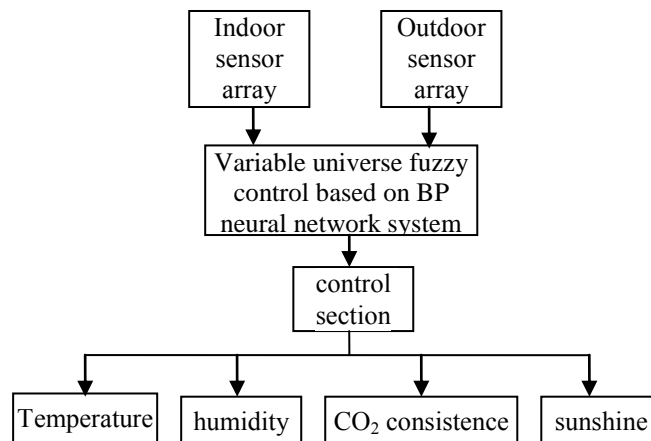 Indoor
sensor
array
Outdoor
sensor
array
Variable universe fuzzy
control based on BP
neural network system
control
section
Temperature
humidity
CO₂ consistence
sunshine